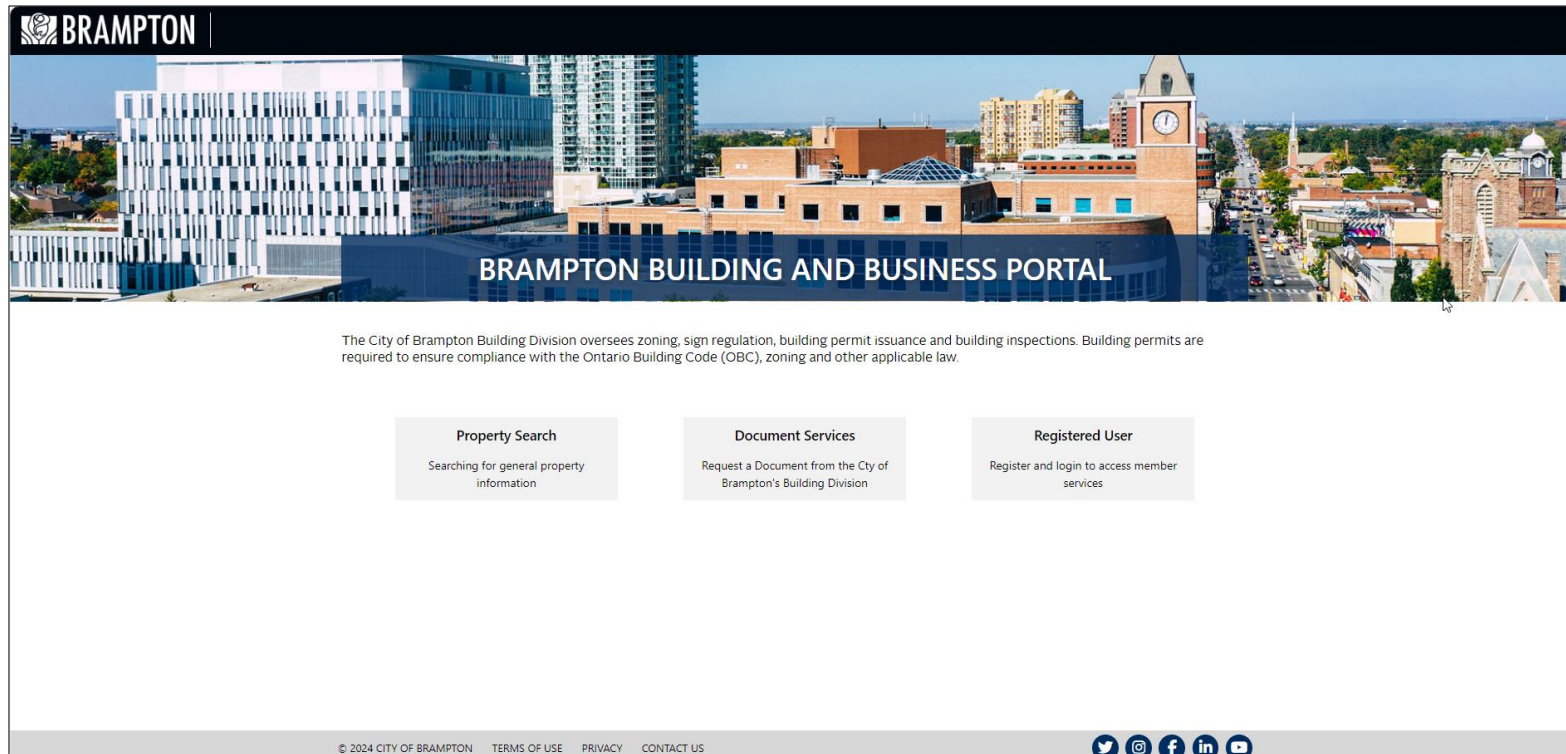 BRAMPTON
BRAMPTON BUILDING AND BUSINESS PORTAL
The City of Brampton Building Division oversees zoning, sign regulation, building permit issuance and building inspections. Building permits are
required to ensure compliance with the Ontario Building Code (OBC), zoning and other applicable law.
Property Search
Searching for general property
information
Document Services
Request a Document from the Cty of
Brampton's Building Division
Registered User
Register and login to access member
services
© 2024 CITY OF BRAMPTON TERMS OF USE PRIVACY CONTACT US